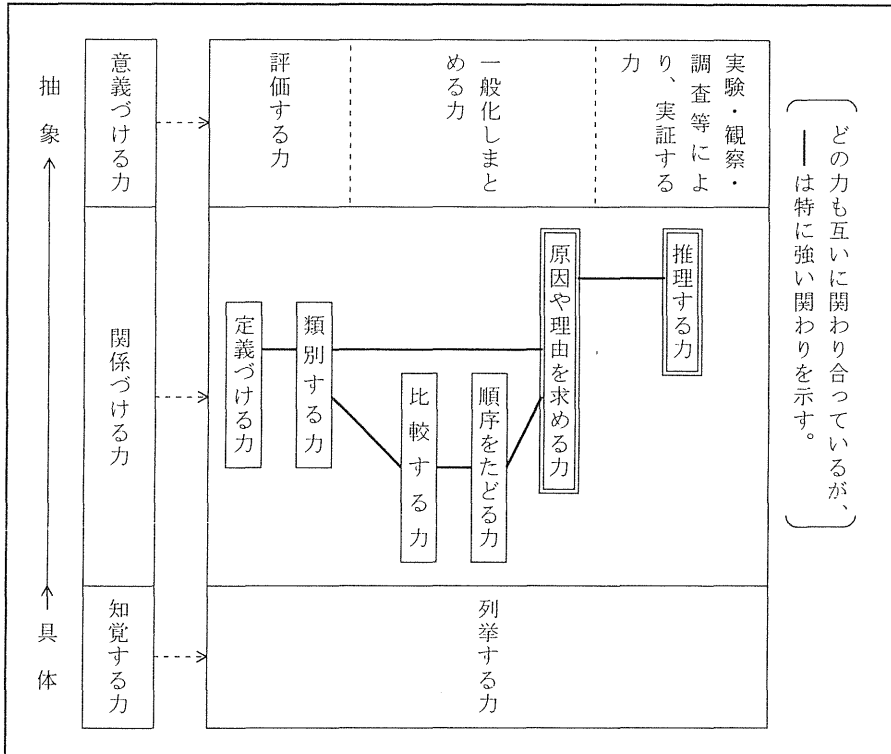 どの力も互いに関わり合っているが、
━は特に強い関わりを示す。
抽象
具体
意義づける力
関係づける力
知覚する力
実験・観察・
調査等によ
り、実証する
力
一般化しまと
める力
評価する力
推理する力
原因や理由を求める力
順序をたどる力
比較する力
類別する力
定義づける力
列挙する力